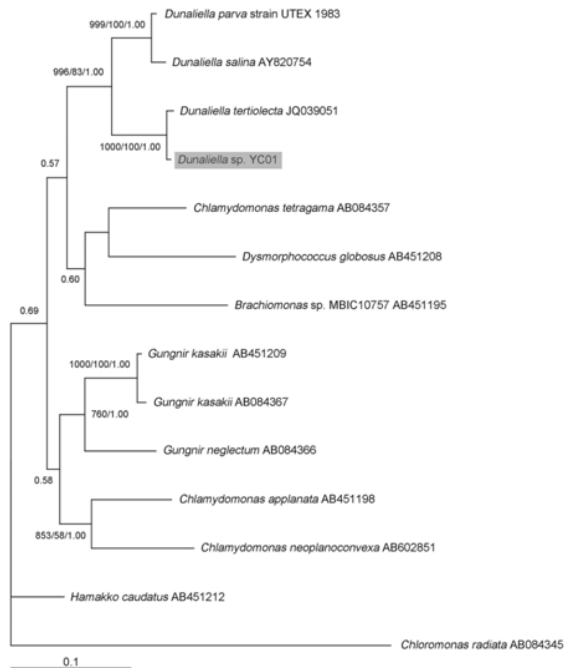 999/100/1.00
Dunaliella parva strain UTEX 1983
Dunaliella salina AY820754
996/83/1.00
Dunaliella tertiolecta JQ039051
1000/100/1.00
Dunaliella sp. YC01
0.57
Chlamydomonas tetragama AB084357
Dysmorphococcus globosus AB451208
0.60
Brachiomonas sp. MBIC10757 AB451195
0.69
Gungnir kasakii AB451209
1000/100/1.00
Gungnir kasakii AB084367
760/1.00
Gungnir neglectum AB084366
0.58
Chlamydomonas applanata AB451198
853/58/1.00
Chlamydomonas neoplanoconvexa AB602851
Hamakko caudatus AB451212
Chloromonas radiata AB084345
0.1